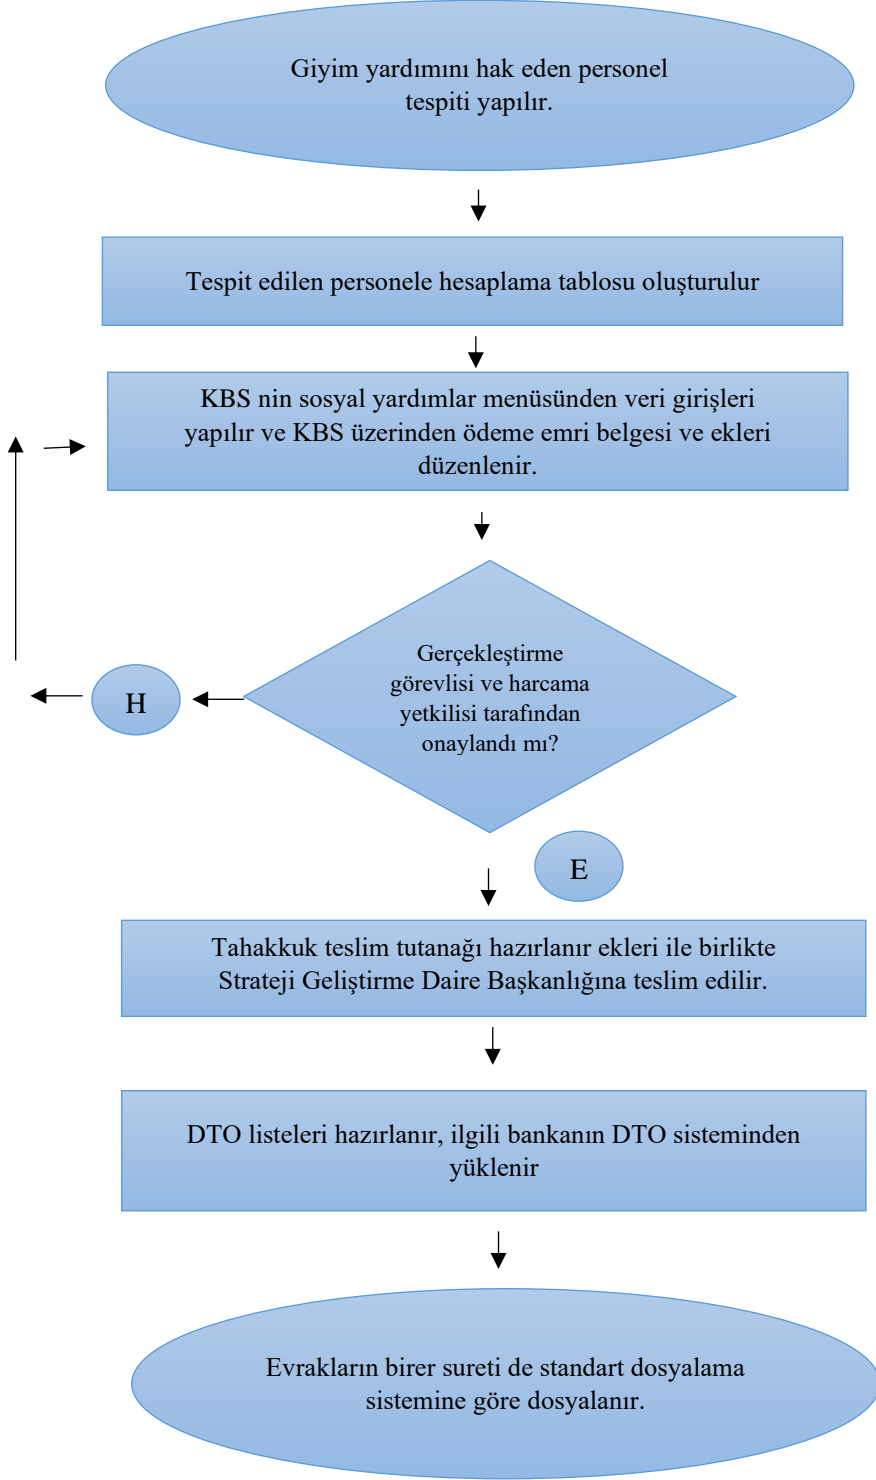 Giyim yardımını hak eden personel
tespiti yapılır.
Tespit edilen personele hesaplama tablosu oluşturulur
KBS nin sosyal yardımlar menüsünden veri girişleri
yapılır ve KBS üzerinden ödeme emri belgesi ve ekleri
düzenlenir.
Gerçekleştirme
görevlisi ve harcama
yetkilisi tarafından
onaylandı mı?
H
E
Tahakkuk teslim tutanağı hazırlanır ekleri ile birlikte
Strateji Geliştirme Daire Başkanlığına teslim edilir.
DTO listeleri hazırlanır, ilgili bankanın DTO sisteminden
yüklenir
Evrakların birer sureti de standart dosyalama
sistemine göre dosyalanır.